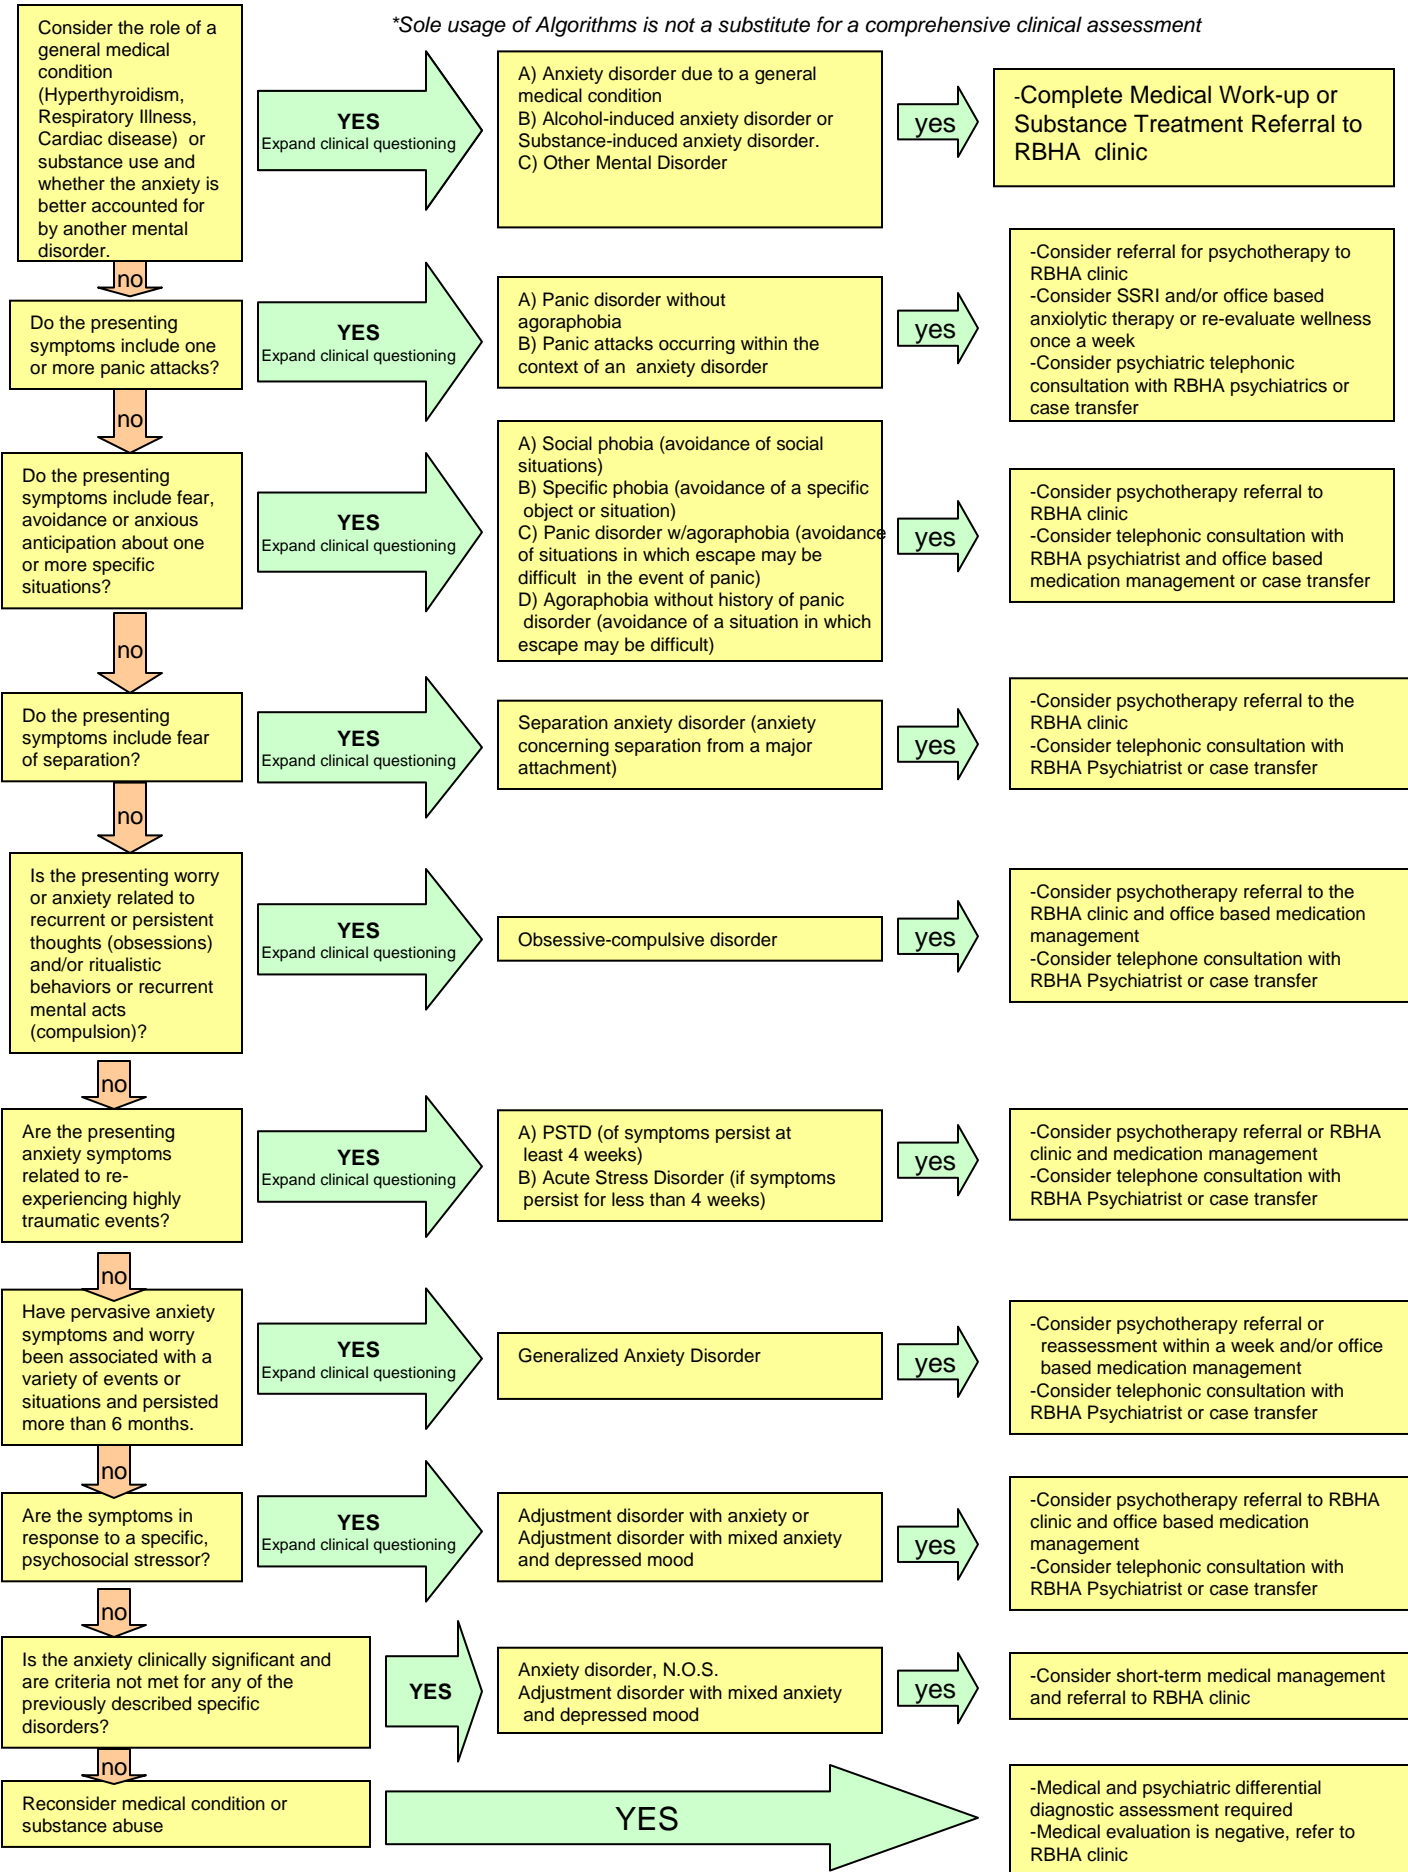 *Sole usage of Algorithms is not a substitute for a comprehensive clinical assessment
Consider the role of a
general medical
condition
(Hyperthyroidism,
Respiratory Illness,
Cardiac disease) or
substance use and
whether the anxiety is
better accounted for
by another mental
disorder.
YES
Expand clinical questioning
A) Anxiety disorder due to a general
medical condition
B) Alcohol-induced anxiety disorder or
Substance-induced anxiety disorder.
C) Other Mental Disorder
yes
-Complete Medical Work-up or
Substance Treatment Referral to
RBHA clinic
no
Do the presenting
symptoms include one
or more panic attacks?
YES
Expand clinical questioning
A) Panic disorder without
agoraphobia
B) Panic attacks occurring within the
context of an anxiety disorder
yes
-Consider referral for psychotherapy to
RBHA clinic
-Consider SSRI and/or office based
anxiolytic therapy or re-evaluate wellness
once a week
-Consider psychiatric telephonic
consultation with RBHA psychiatrics or
case transfer
no
Do the presenting
symptoms include fear,
avoidance or anxious
anticipation about one
or more specific
situations?
YES
Expand clinical questioning
A) Social phobia (avoidance of social
situations)
B) Specific phobia (avoidance of a specific
object or situation)
C) Panic disorder w/agoraphobia (avoidance
of situations in which escape may be
difficult in the event of panic)
D) Agoraphobia without history of panic
disorder (avoidance of a situation in which
escape may be difficult)
yes
-Consider psychotherapy referral to
RBHA clinic
-Consider telephonic consultation with
RBHA psychiatrist and office based
medication management or case transfer
no
Do the presenting
symptoms include fear
of separation?
YES
Expand clinical questioning
Separation anxiety disorder (anxiety
concerning separation from a major
attachment)
yes
-Consider psychotherapy referral to the
RBHA clinic
-Consider telephonic consultation with
RBHA Psychiatrist or case transfer
no
Is the presenting worry
or anxiety related to
recurrent or persistent
thoughts (obsessions)
and/or ritualistic
behaviors or recurrent
mental acts
(compulsion)?
YES
Expand clinical questioning
Obsessive-compulsive disorder
yes
-Consider psychotherapy referral to the
RBHA clinic and office based medication
management
-Consider telephone consultation with
RBHA Psychiatrist or case transfer
no
Are the presenting
anxiety symptoms
related to re-
experiencing highly
traumatic events?
YES
Expand clinical questioning
A) PSTD (of symptoms persist at
least 4 weeks)
B) Acute Stress Disorder (if symptoms
persist for less than 4 weeks)
yes
-Consider psychotherapy referral or RBHA
clinic and medication management
-Consider telephone consultation with
RBHA Psychiatrist or case transfer
no
Have pervasive anxiety
symptoms and worry
been associated with a
variety of events or
situations and persisted
more than 6 months.
YES
Expand clinical questioning
Generalized Anxiety Disorder
yes
-Consider psychotherapy referral or
reassessment within a week and/or office
based medication management
-Consider telephonic consultation with
RBHA Psychiatrist or case transfer
no
Are the symptoms in
response to a specific,
psychosocial stressor?
YES
Expand clinical questioning
Adjustment disorder with anxiety or
Adjustment disorder with mixed anxiety
and depressed mood
yes
-Consider psychotherapy referral to RBHA
clinic and office based medication
management
-Consider telephonic consultation with
RBHA Psychiatrist or case transfer
no
Is the anxiety clinically significant and
are criteria not met for any of the
previously described specific
disorders?
YES
Anxiety disorder, N.O.S.
Adjustment disorder with mixed anxiety
and depressed mood
yes
-Consider short-term medical management
and referral to RBHA clinic
no
Reconsider medical condition or
substance abuse
YES
-Medical and psychiatric differential
diagnostic assessment required
-Medical evaluation is negative, refer to
RBHA clinic